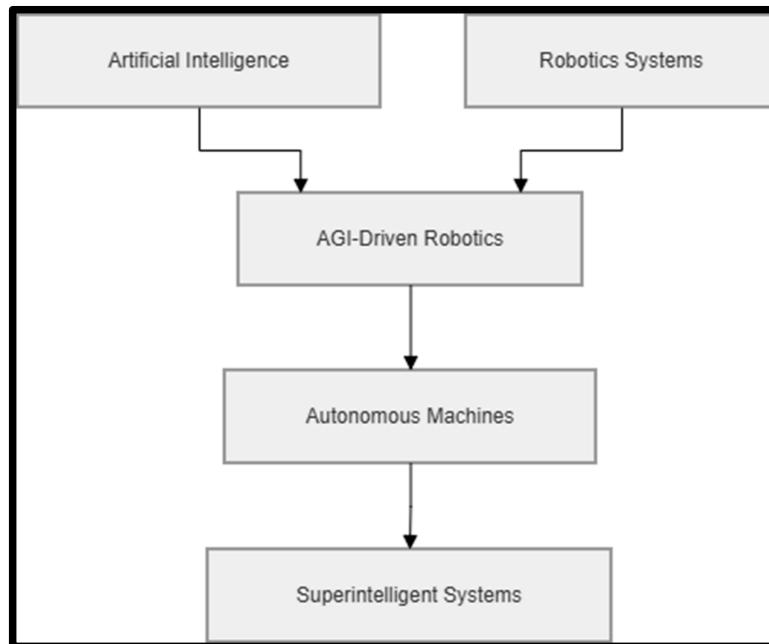 Artificial Intelligence
Robotics Systems
AGI-Driven Robotics
Autonomous Machines
Superintelligent Systems